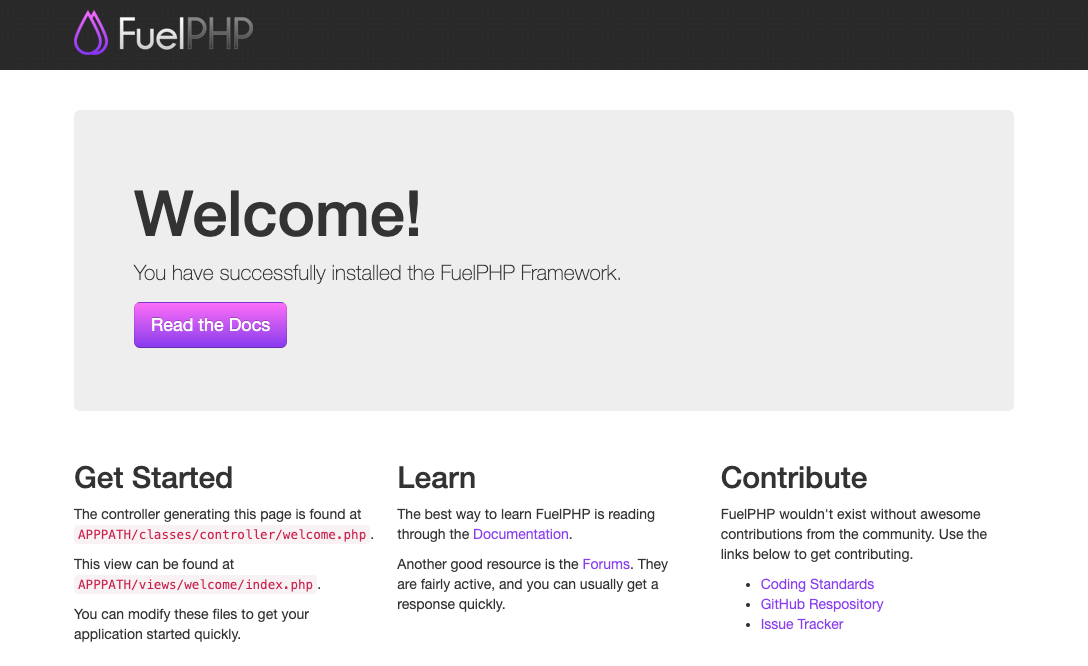 FuelPHP
Welcome!
You have successfully installed the FuelPHP Framework.
Read the Docs
Get Started
The controller generating this page is found at
APPPATH/classes/controller/welcome.php.
This view can be found at
APPPATH/views/welcome/index.php.
You can modify these files to get your
application started quickly.
Learn
The best way to learn FuelPHP is reading
through the Documentation.
Another good resource is the Forums. They
are fairly active, and you can usually get a
response quickly.
Contribute
FuelPHP wouldn't exist without awesome
contributions from the community. Use the
links below to get contributing.
• Coding Standards
• GitHub Respository
• Issue Tracker